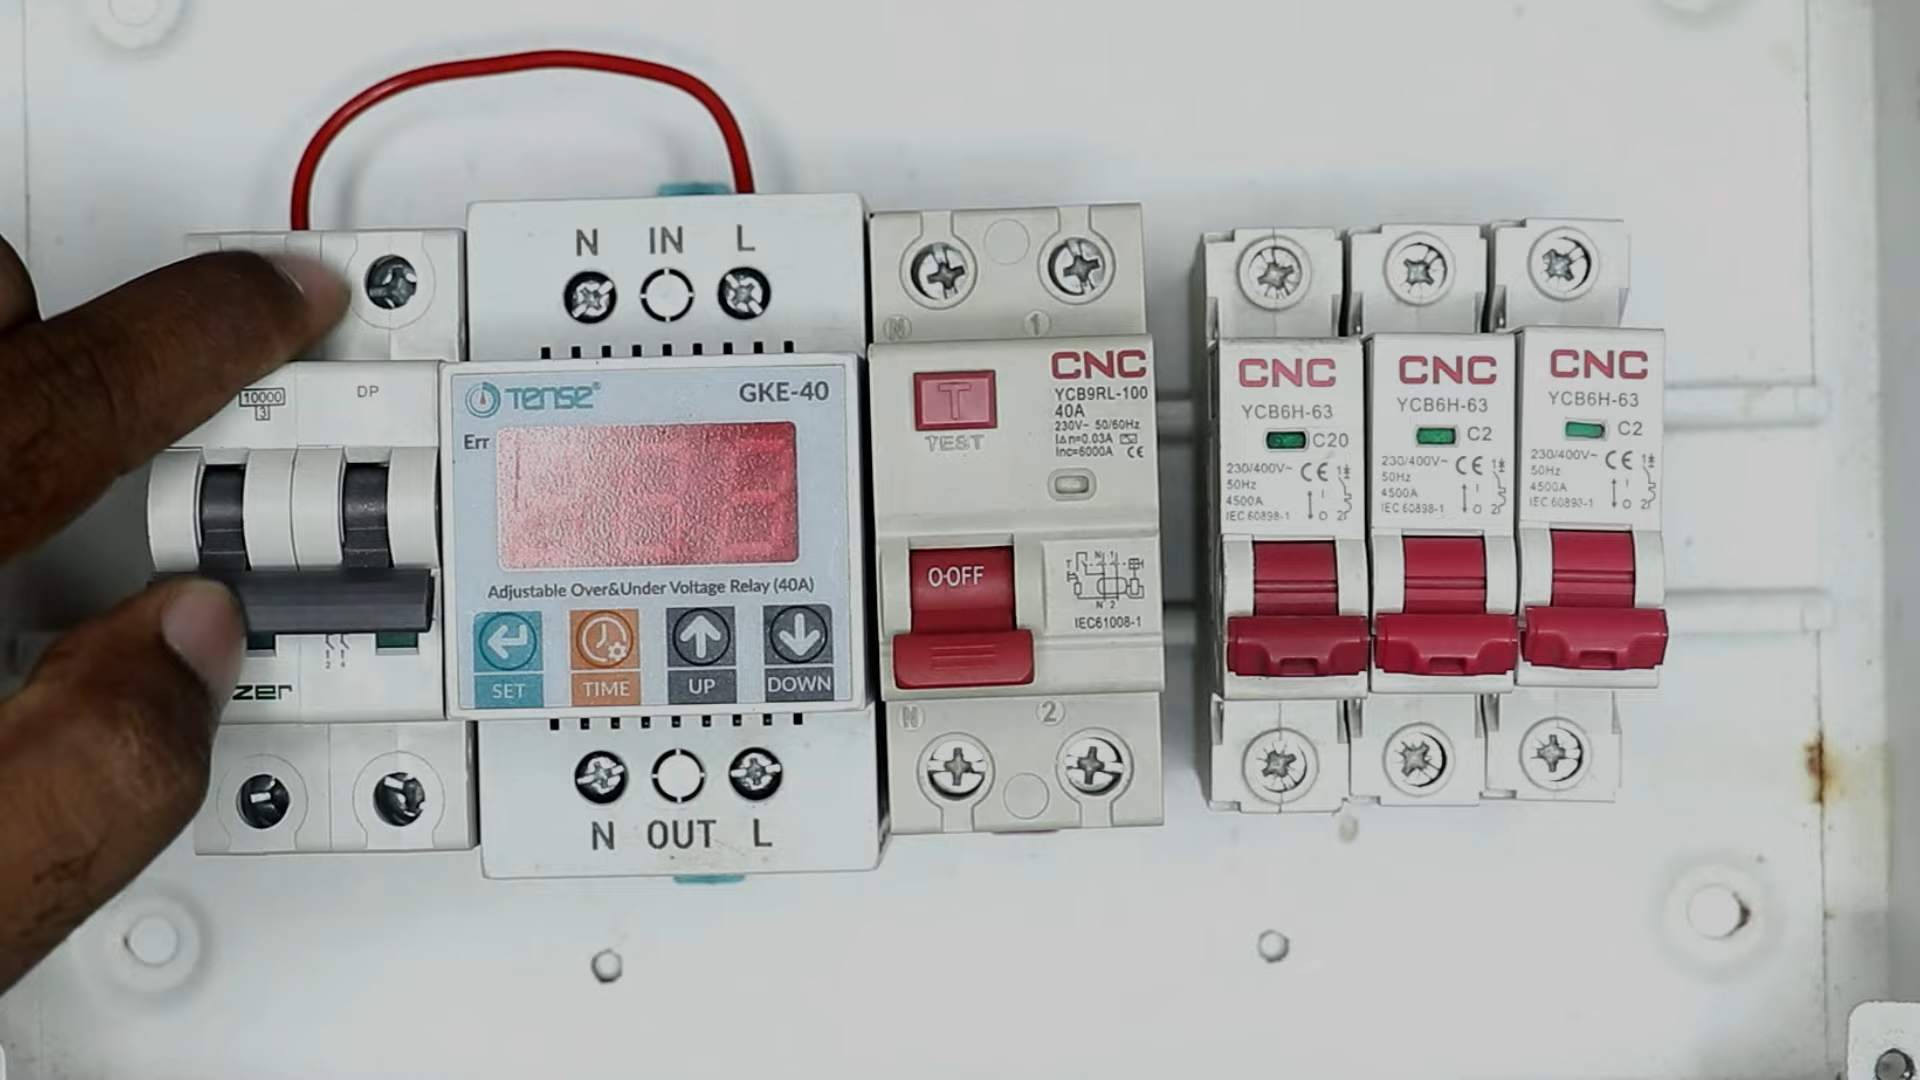 10000
3
DP
zer
N IN L
TENSE®
GKE-40
Err
Adjustable Over&Under Voltage Relay (40A)
SET
TIME
UP
DOWN
N OUT L
N
1
T
TEST
CNC
YCB9RL-100
40A
230V~ 50/60Hz
I∆n=0.03A
Inc=6000A CE
O-OFF
IEC61008-1
N
2
CNC
YCB6H-63
C20
230/400V~ CE
50Hz
4500A
IEC 60898-1
CNC
YCB6H-63
C2
230/400V~ CE
50Hz
4500A
IEC 60898-1
CNC
YCB6H-63
C2
230/400V~ CE
50Hz
4500A
IEC 60898-1